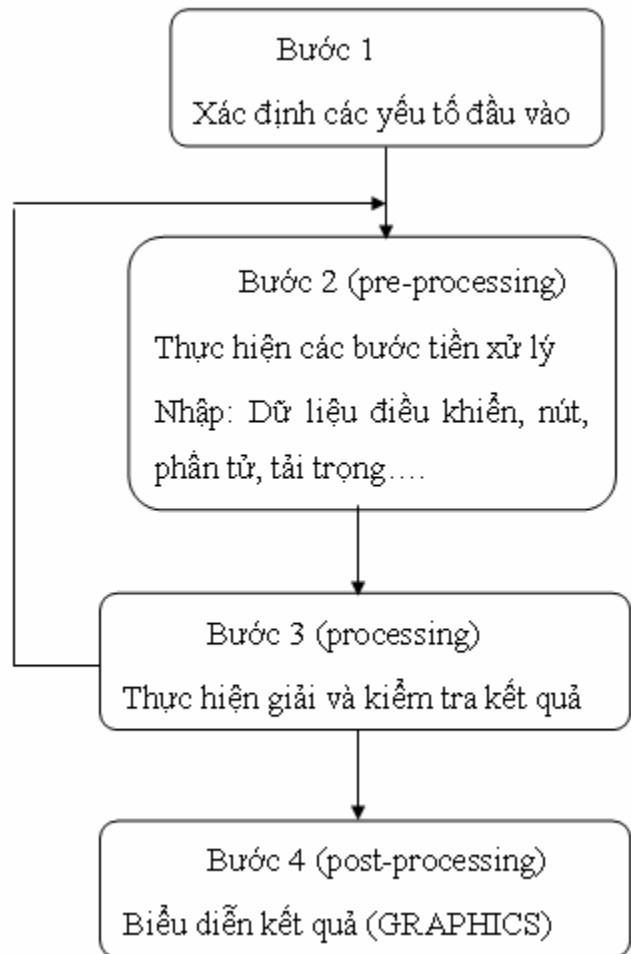 Bước 1
Xác định các yếu tố đầu vào
Bước 2 (pre-processing)
Thực hiện các bước tiền xử lý
Nhập: Dữ liệu điều khiển, nút,
phân tử, tải trọng....
Bước 3 (processing)
Thực hiện giải và kiểm tra kết quả
Bước 4 (post-processing)
Biểu diễn kết quả (GRAPHICS)